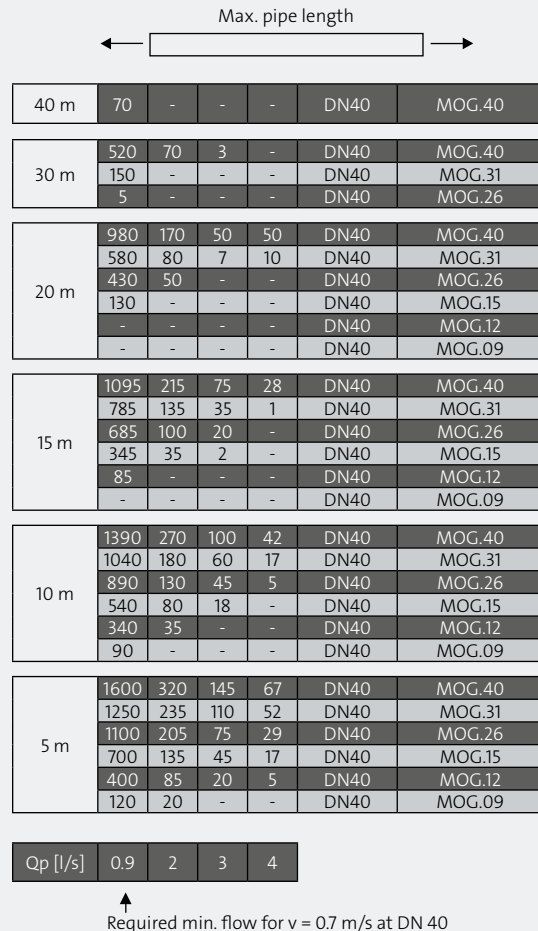 Max. pipe length
40 m 70 - - - DN40 MOG.40
520 70 3 - DN40 MOG.40
30 m 150 - - - DN40 MOG.31
5 - - - DN40 MOG.26
980 170 50 50 DN40 MOG.40
580 80 7 10 DN40 MOG.31
430 50 - - DN40 MOG.26
20 m 130 - - - DN40 MOG.15
- - - - DN40 MOG.12
- - - - DN40 MOG.09
1095 215 75 28 DN40 MOG.40
785 135 35 1 DN40 MOG.31
685 100 20 - DN40 MOG.26
15 m 345 35 2 - DN40 MOG.15
85 - - - DN40 MOG.12
- - - - DN40 MOG.09
1390 270 100 42 DN40 MOG.40
1040 180 60 17 DN40 MOG.31
890 130 45 5 DN40 MOG.26
10 m 540 80 18 - DN40 MOG.15
340 35 - - DN40 MOG.12
90 - - - DN40 MOG.09
1600 320 145 67 DN40 MOG.40
1250 235 110 52 DN40 MOG.31
1100 205 75 29 DN40 MOG.26
5 m 700 135 45 17 DN40 MOG.15
400 85 20 5 DN40 MOG.12
120 20 - - DN40 MOG.09
Qp [l/s] 0.9 2 3 4
Required min. flow for v = 0.7 m/s at DN 40